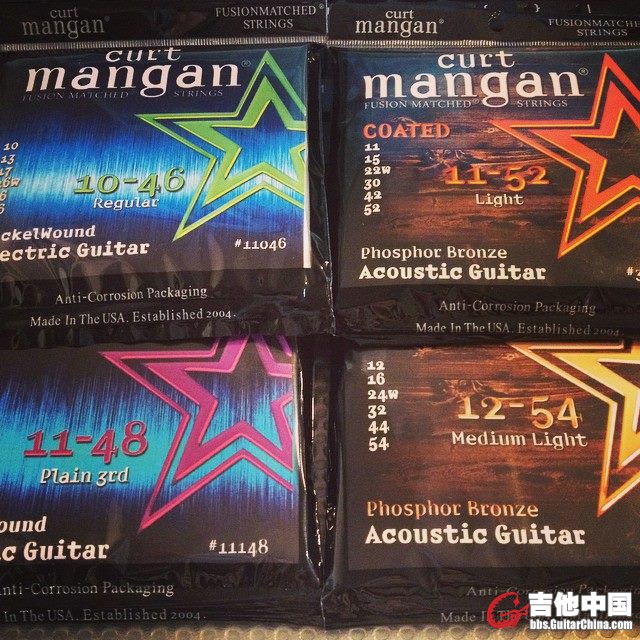 curt
mangan®
FUSIONMATCHED®
STRINGS
curt
mangan®
FUSION MATCHED® STRINGS
10
13
10-46
Regular
ckelWound
ectric Guitar
#11046
Anti-Corrosion Packaging
Made In The USA. Established 2004.
curt
mangan®
FUSIONMATCHED
STRINGS
curt
mangan®
FUSION MATCHED® STRINGS
COATED
11
15
22W
30
42
52
11-52
Light
Phosphor Bronze
Acoustic Guitar
Anti-Corrosion Packaging
Made In The USA. Established 2004
11-48
Plain 3rd
ound
ic Guitar
#11148
Anti-Corrosion Packaging
Made In The USA. Established 2004.
12
16
24W
32
44
54
12-54
Medium Light
Phosphor Bronze
Acoustic Guitar
吉他中国
bbs.GuitarChina.com